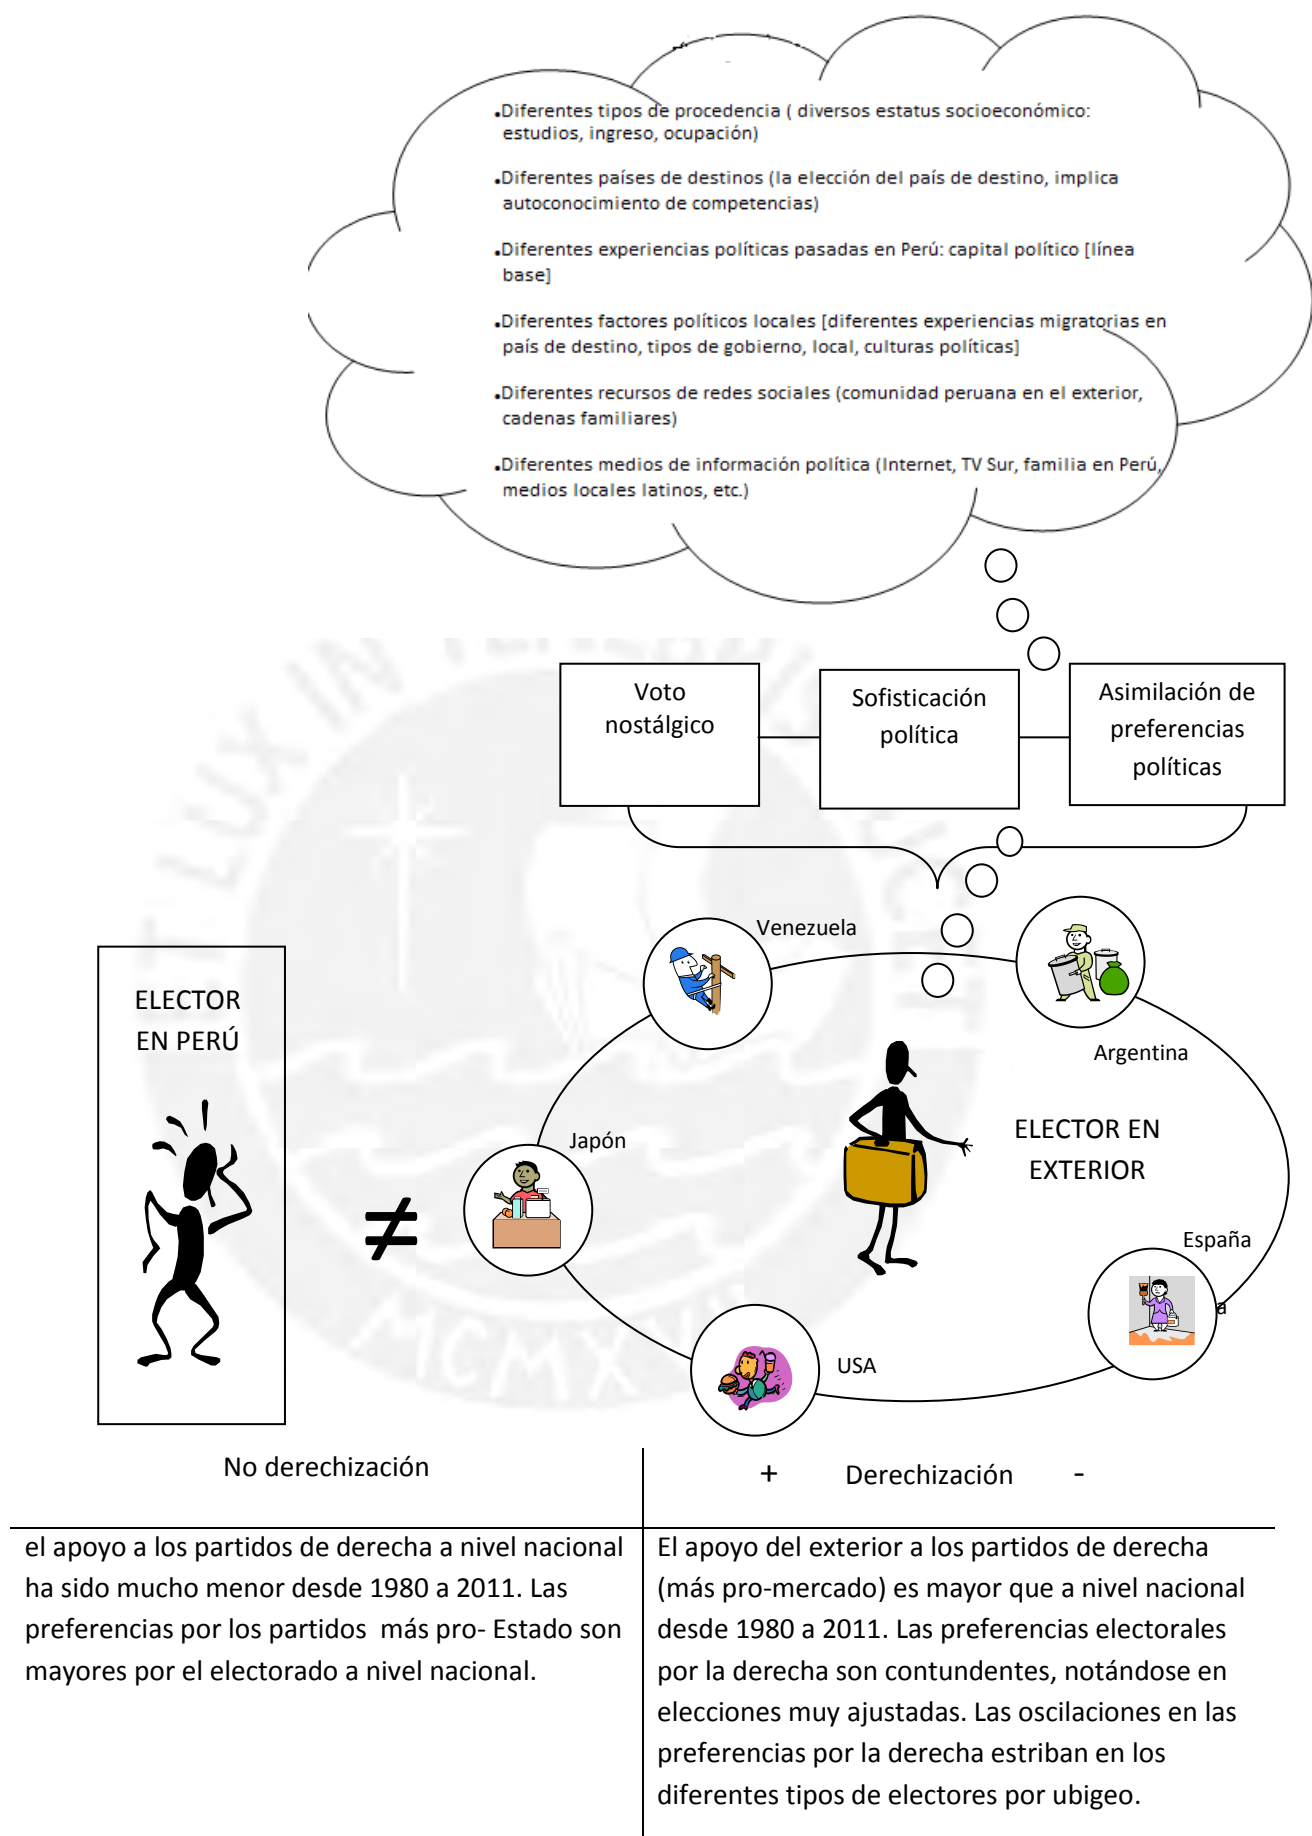 •Diferentes tipos de procedencia ( diversos estatus socioeconómico:
estudios, ingreso, ocupación)
•Diferentes países de destinos (la elección del país de destino, implica
autoconocimiento de competencias)
•Diferentes experiencias políticas pasadas en Perú: capital político [línea
base]
•Diferentes factores políticos locales [diferentes experiencias migratorias en
país de destino, tipos de gobierno, local, culturas políticas]
•Diferentes recursos de redes sociales (comunidad peruana en el exterior,
cadenas familiares)
•Diferentes medios de información política (Internet, TV Sur, familia en Perú,
medios locales latinos, etc.)
Voto
nostálgico
Sofisticación
política
Asimilación de
preferencias
políticas
Venezuela
Argentina
ELECTOR
EN PERÚ
≠
Japón
ELECTOR EN
EXTERIOR
España
a
USA
No derechización
+ Derechización -
el apoyo a los partidos de derecha a nivel nacional
ha sido mucho menor desde 1980 a 2011. Las
preferencias por los partidos más pro- Estado son
mayores por el electorado a nivel nacional.
El apoyo del exterior a los partidos de derecha
(más pro-mercado) es mayor que a nivel nacional
desde 1980 a 2011. Las preferencias electorales
por la derecha son contundentes, notándose en
elecciones muy ajustadas. Las oscilaciones en las
preferencias por la derecha estriban en los
diferentes tipos de electores por ubigeo.